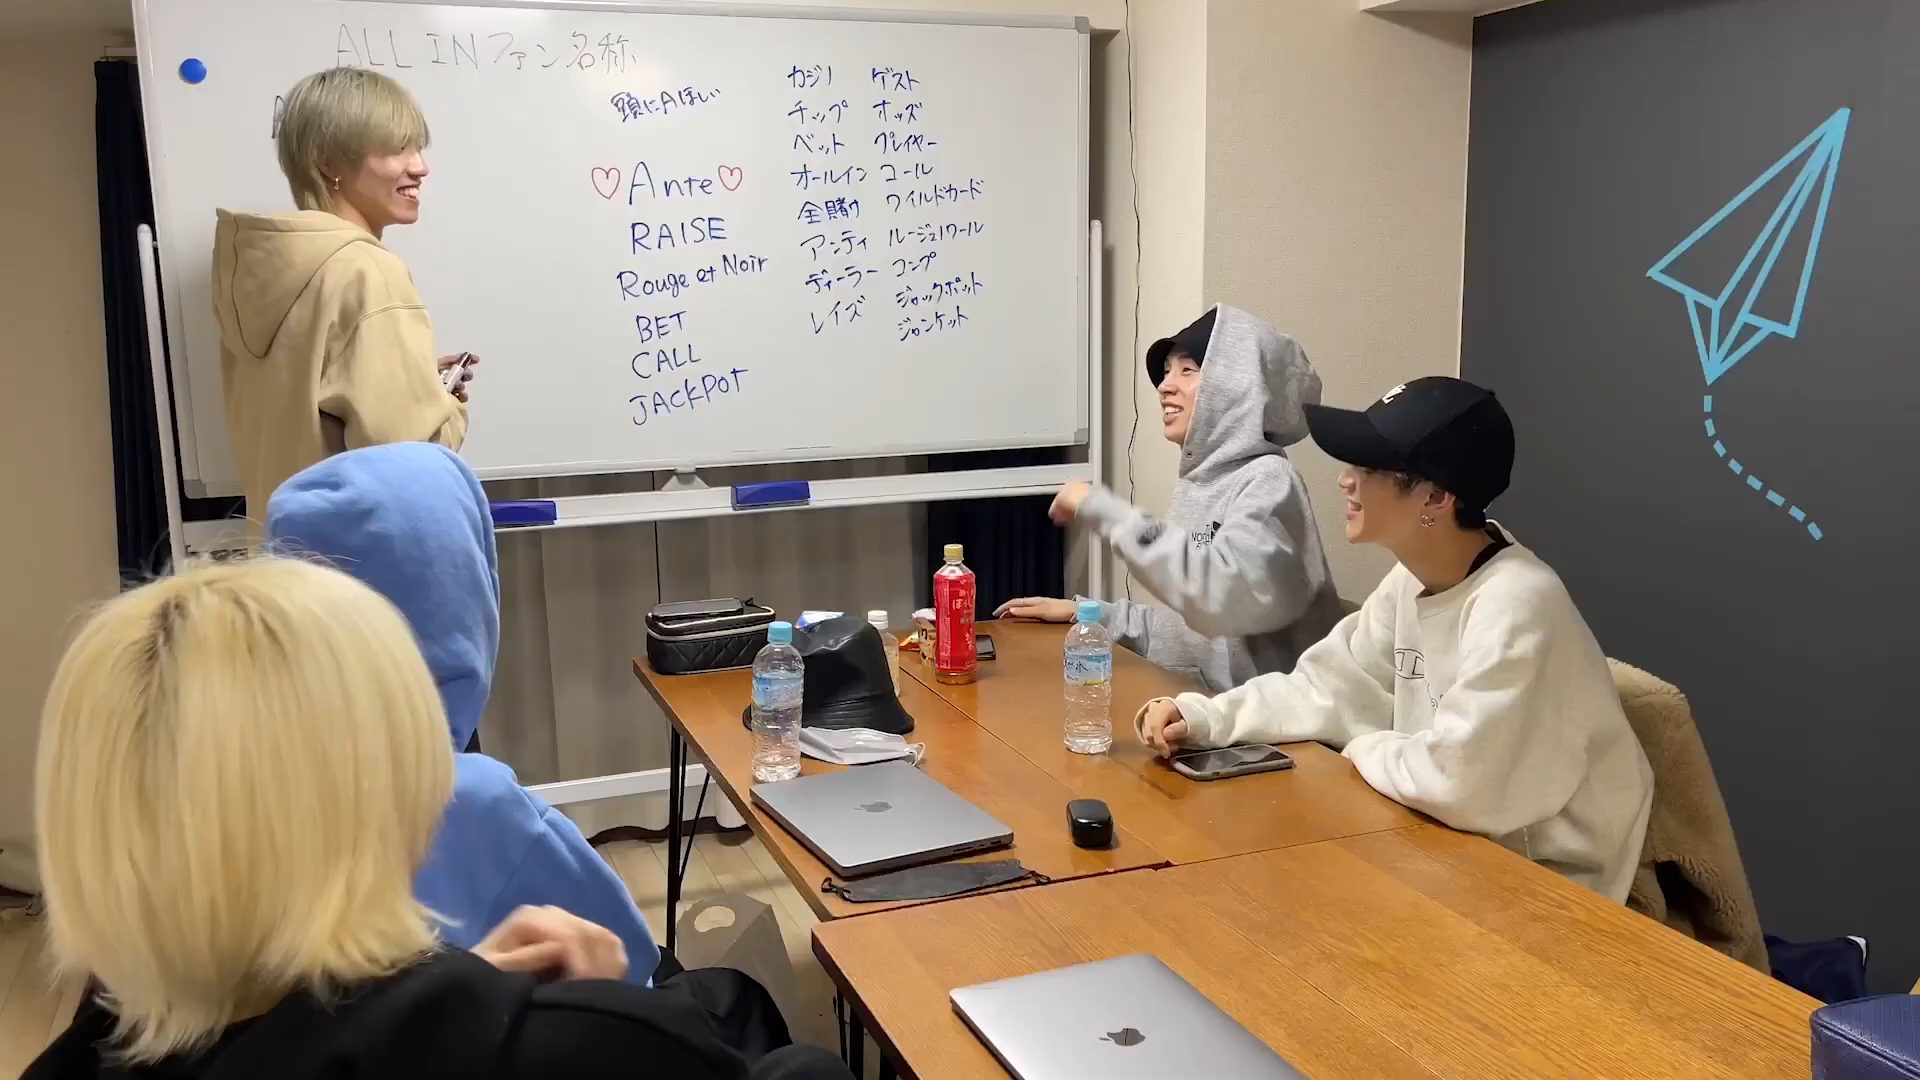 ALL IN ファン名称
頭にAほしい
♡Ante♡
RAISE
Rouge et Noir
BET
CALL
JACKPOT
カジノ ゲスト
チップ オッズ
ベット プレイヤー
オールイン コール
全賭け ワイルドカード
アンティ ルージュノワール
ディーラー コンプ
レイズ ジャックポット
ジャンケット